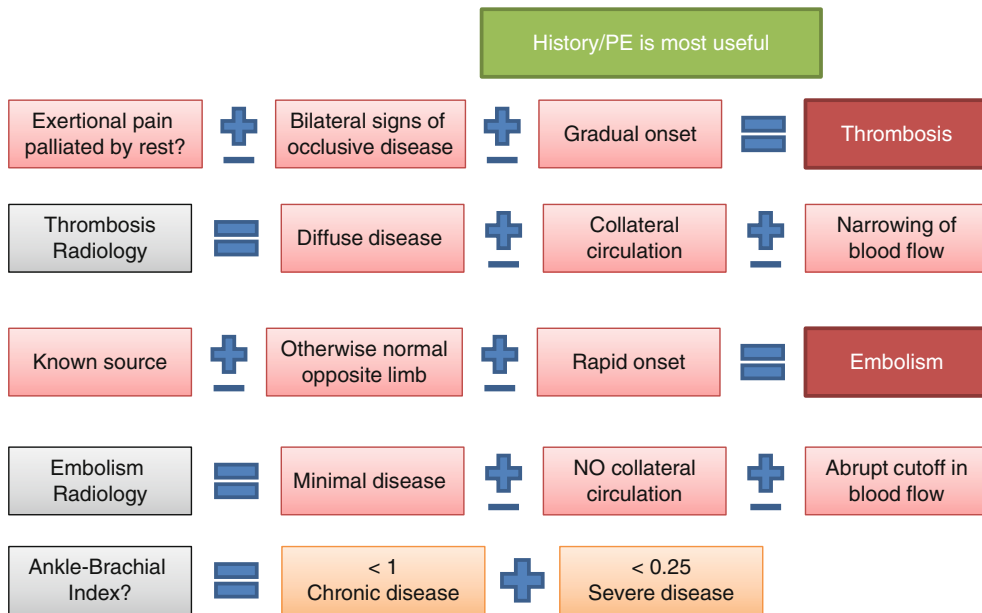 History/PE is most useful
Exertional pain
palliated by rest?
Bilateral signs of
occlusive disease
Gradual onset
Thrombosis
Thrombosis
Radiology
Diffuse disease
Collateral
circulation
Narrowing of
blood flow
Known source
Otherwise normal
opposite limb
Rapid onset
Embolism
Embolism
Radiology
Minimal disease
NO collateral
circulation
Abrupt cutoff in
blood flow
Ankle-Brachial
Index?
< 1
Chronic disease
< 0.25
Severe disease